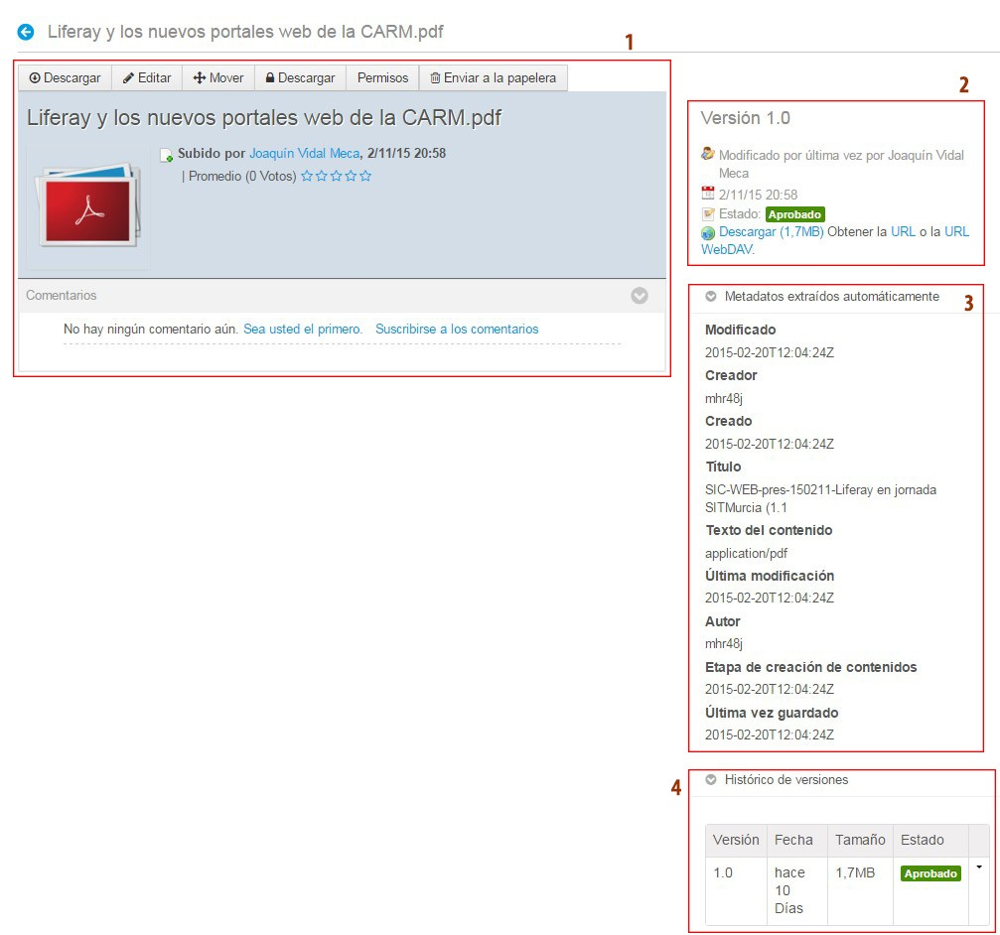 Liferay y los nuevos portales web de la CARM.pdf
1
Descargar Editar Mover Descargar Permisos Enviar a la papelera
Liferay y los nuevos portales web de la CARM.pdf
Subido por Joaquín Vidal Meca, 2/11/15 20:58
| Promedio (0 Votos)
Comentarios
No hay ningún comentario aún. Sea usted el primero. Suscribirse a los comentarios
2
Versión 1.0
Modificado por última vez por Joaquín Vidal
Meca
2/11/15 20:58
Estado: Aprobado
Descargar (1,7MB) Obtener la URL o la URL
WebDAV.
Metadatos extraídos automáticamente
3
Modificado
2015-02-20T12:04:24Z
Creador
mhr48j
Creado
2015-02-20T12:04:24Z
Título
SIC-WEB-pres-150211-Liferay en jornada
SITMurcia (1.1
Texto del contenido
application/pdf
Última modificación
2015-02-20T12:04:24Z
Autor
mhr48j
Etapa de creación de contenidos
2015-02-20T12:04:24Z
Última vez guardado
2015-02-20T12:04:24Z
4
Histórico de versiones
Versión Fecha Tamaño Estado
1.0 hace 1,7MB Aprobado
10
Días